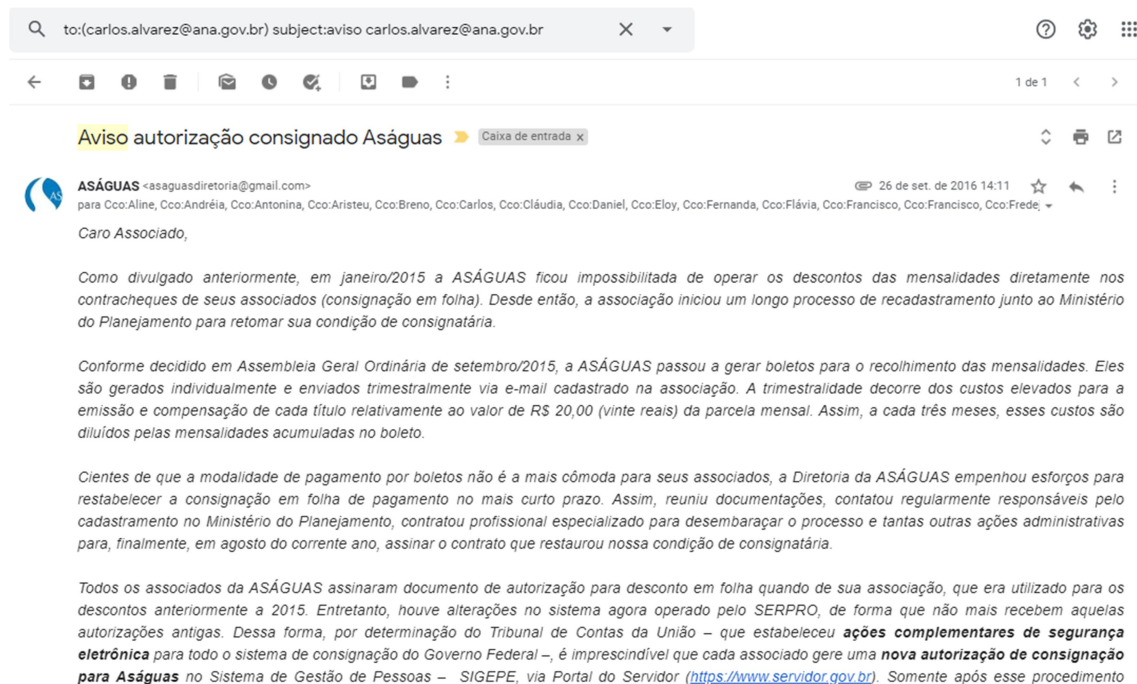 to:(carlos.alvarez@ana.gov.br) subject:aviso carlos.alvarez@ana.gov.br
1 de 1
Aviso autorização consignado Aságuas
Caixa de entrada x
ASÁGUAS <asaguasdiretoria@gmail.com>
26 de set. de 2016 14:11
para Cco:Aline, Cco:Andréia, Cco:Antonina, Cco:Aristeu, Cco:Breno, Cco:Carlos, Cco:Cláudia, Cco:Daniel, Cco:Eloy, Cco:Fernanda, Cco:Flávia, Cco:Francisco, Cco:Francisco, Cco:Frede
Caro Associado,
Como divulgado anteriormente, em janeiro/2015 a ASÁGUAS ficou impossibilitada de operar os descontos das mensalidades diretamente nos
contracheques de seus associados (consignação em folha). Desde então, a associação iniciou um longo processo de recadastramento junto ao Ministério
do Planejamento para retomar sua condição de consignatária.
Conforme decidido em Assembleia Geral Ordinária de setembro/2015, a ASÁGUAS passou a gerar boletos para o recolhimento das mensalidades. Eles
são gerados individualmente e enviados trimestralmente via e-mail cadastrado na associação. A trimestralidade decorre dos custos elevados para a
emissão e compensação de cada título relativamente ao valor de R$ 20,00 (vinte reais) da parcela mensal. Assim, a cada três meses, esses custos são
diluídos pelas mensalidades acumuladas no boleto.
Cientes de que a modalidade de pagamento por boletos não é a mais cômoda para seus associados, a Diretoria da ASÁGUAS empenhou esforços para
restabelecer a consignação em folha de pagamento no mais curto prazo. Assim, reuniu documentações, contatou regularmente responsáveis pelo
cadastramento no Ministério do Planejamento, contratou profissional especializado para desembaraçar o processo e tantas outras ações administrativas
para, finalmente, em agosto do corrente ano, assinar o contrato que restaurou nossa condição de consignatária.
Todos os associados da ASÁGUAS assinaram documento de autorização para desconto em folha quando de sua associação, que era utilizado para os
descontos anteriormente a 2015. Entretanto, houve alterações no sistema agora operado pelo SERPRO, de forma que não mais recebem aquelas
autorizações antigas. Dessa forma, por determinação do Tribunal de Contas da União – que estabeleceu ações complementares de segurança
eletrônica para todo o sistema de consignação do Governo Federal –, é imprescindível que cada associado gere uma nova autorização de consignação
para Aságuas no Sistema de Gestão de Pessoas – SIGEPE, via Portal do Servidor (https://www.servidor.gov.br). Somente após esse procedimento